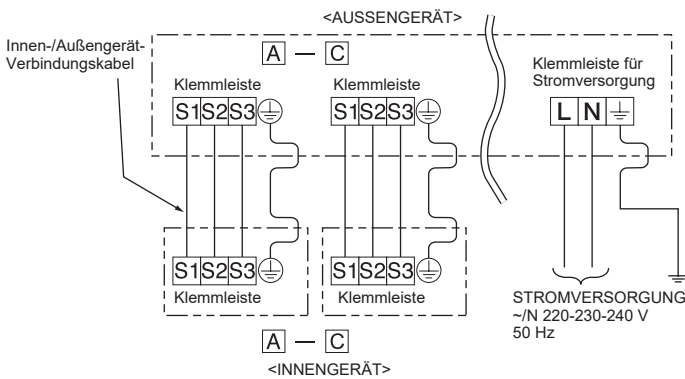 <AUSSENGERÄT>
Innen-/Außengerät-
Verbindungskabel
A — C
Klemmleiste
Klemmleiste
Klemmleiste für
Stromversorgung
S1 S2 S3
S1 S2 S3
L N
S1 S2 S3
S1 S2 S3
Klemmleiste
Klemmleiste
STROMVERSORGUNG
~/N 220-230-240 V
50 Hz
A — C
<INNENGERÄT>